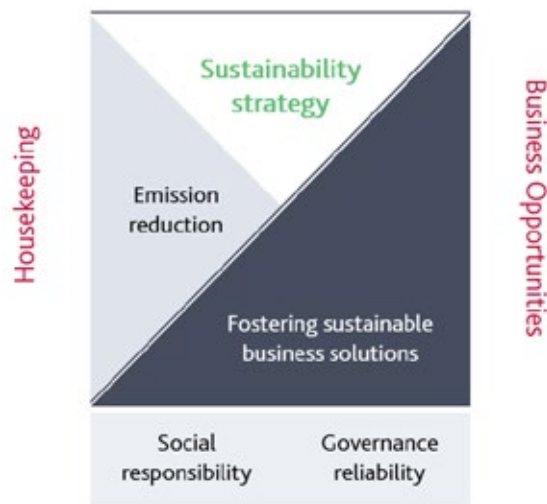 Sustainability
strategy
Housekeeping
Business Opportunities
Emission
reduction
Fostering sustainable
business solutions
Social
responsibility
Governance
reliability